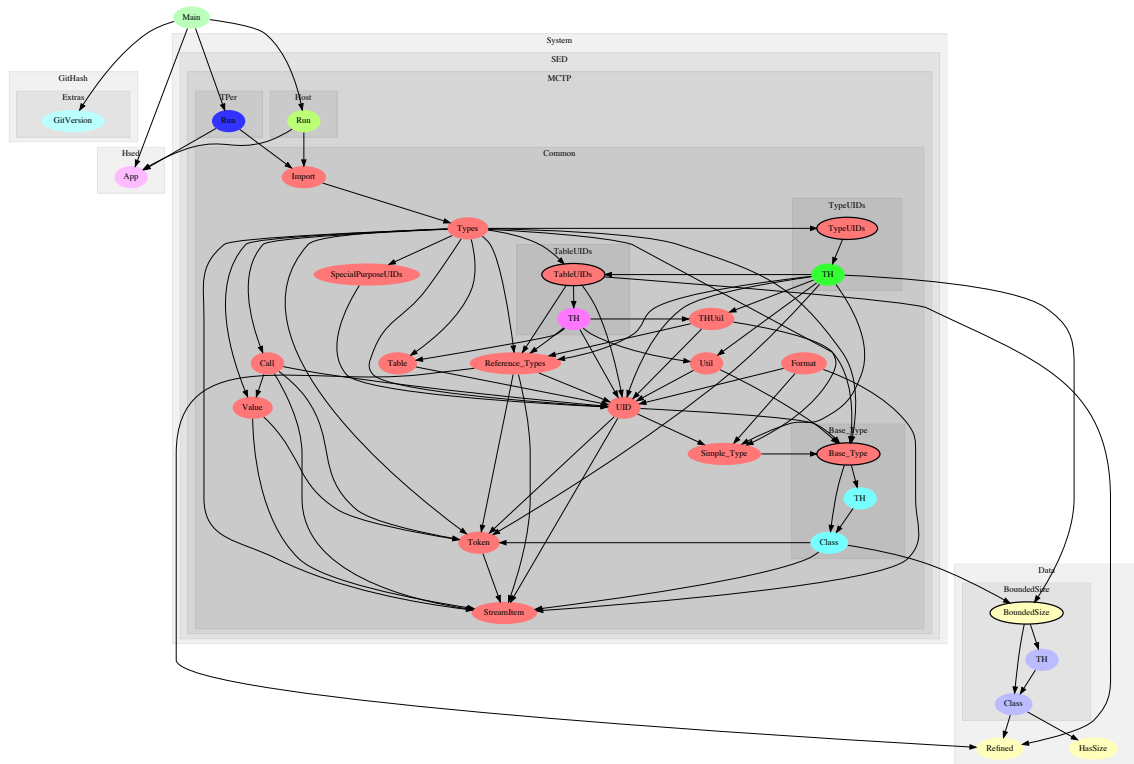 Main
System
SED
GitHash
MCTP
Extras
TPer
Host
GitVersion
Run
Run
Hsed
Common
App
Import
TypeUIDs
Types
TypeUIDs
TableUIDs
SpecialPurposeUIDs
TableUIDs
TH
TH
THUtil
Call
Table
Reference_Types
Util
Format
Value
UID
Base_Type
Simple_Type
Base_Type
TH
Token
Class
Data
BoundedSize
StreamItem
BoundedSize
TH
Class
Refined
HasSize